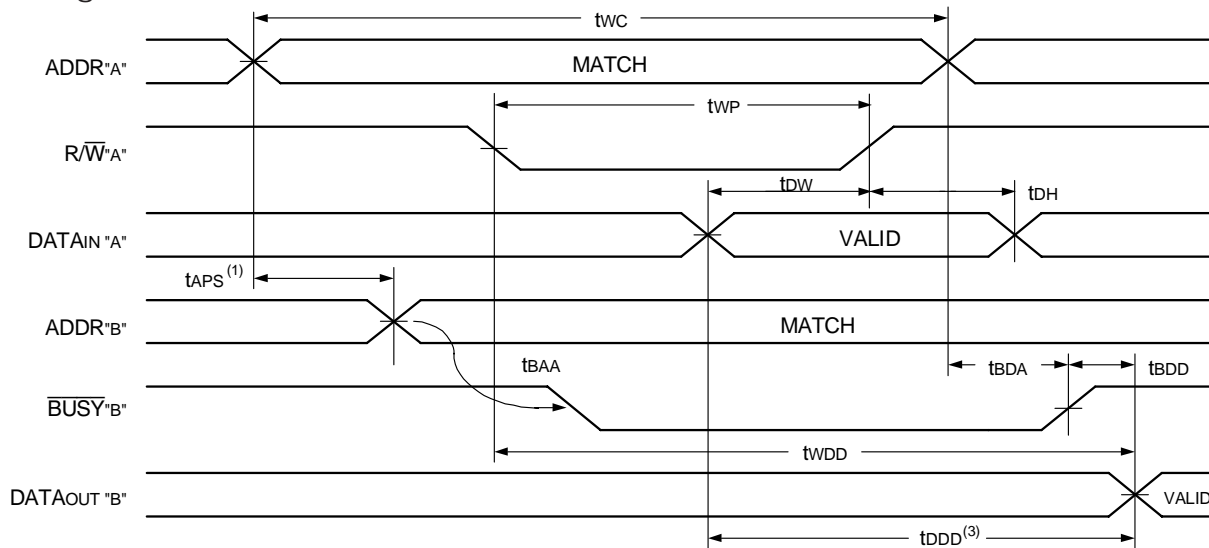 tWC
ADDR"A"
MATCH
tWP
R/W"A"
tDW
tDH
DATAIN "A"
VALID
tAPS(1)
ADDR"B"
MATCH
tBAA
tBDA
tBDD
BUSY"B"
tWDD
DATAOUT "B"
VALID
tDDD(3)